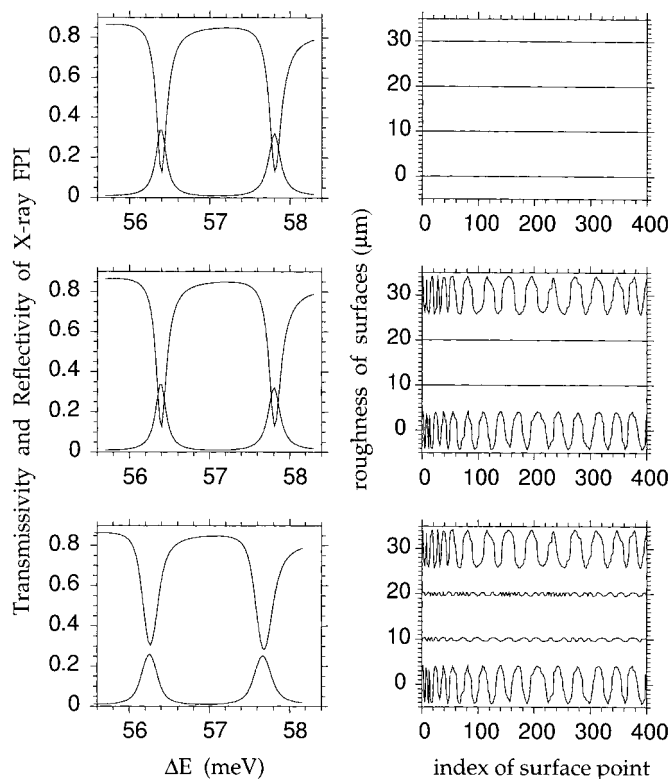 Transmissivity and Reflectivity of X-ray FPI
0.8
0.6
0.4
0.2
0
56 57 58
0.8
0.6
0.4
0.2
0
56 57 58
0.8
0.6
0.4
0.2
0
56 57 58
ΔE (meV)
roughness of surfaces (μm)
30
20
10
0
0 100 200 300 400
30
20
10
0
0 100 200 300 400
30
20
10
0
0 100 200 300 400
index of surface point